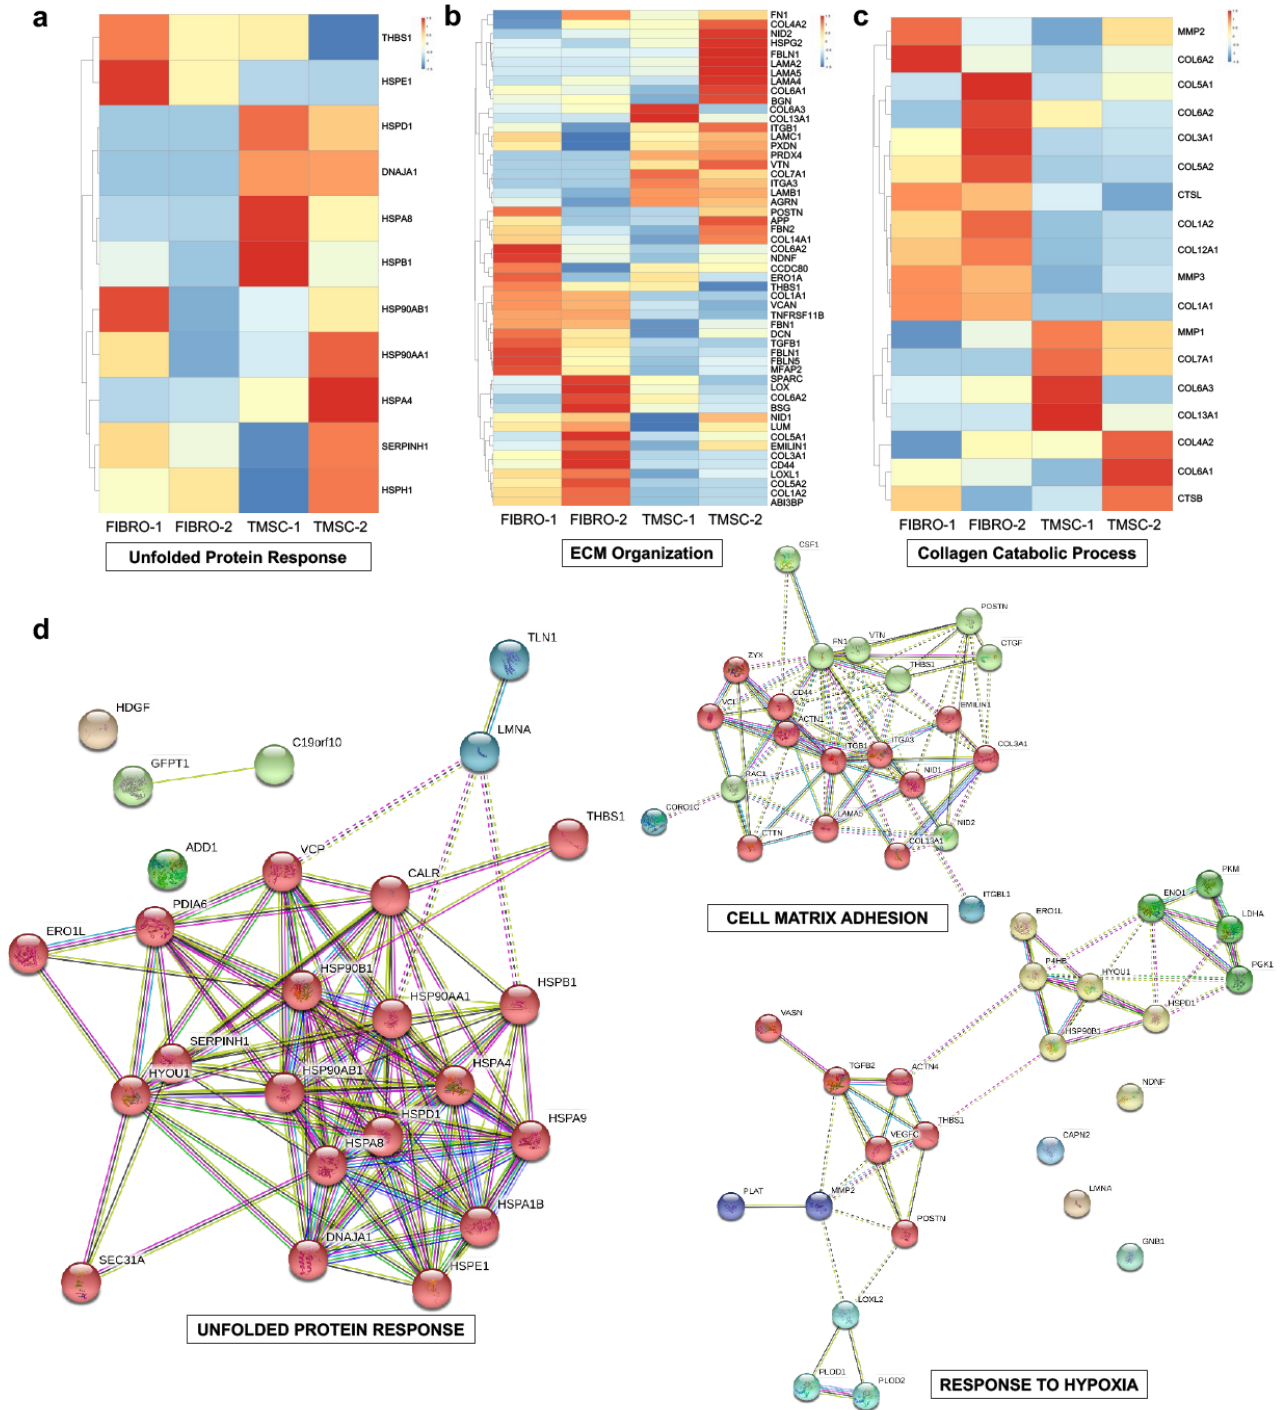 a
THBS1
HSPE1
HSPD1
DNAJA1
HSPA8
HSPB1
HSP90AB1
HSP90AA1
HSPA4
SERPINH1
HSPH1
FIBRO-1 FIBRO-2 TMSC-1 TMSC-2
Unfolded Protein Response
b
FN1
COL4A2
NID2
HSPG2
FBLN1
LAMA2
LAMA5
LAMA4
COL6A1
BGN
COL6A3
COL13A1
ITGB1
LAMC1
PXDN
PRDX4
VTN
COL7A1
ITGA3
LAMB1
AGRN
POSTN
APP
FBN2
COL14A1
COL6A2
NDNF
CCDC80
ERO1A
THBS1
COL1A1
VCAN
TNFRSF11B
FBN1
DCN
TGFB1
FBLN1
FBLN5
MFAP2
SPARC
LOX
COL6A2
BSG
NID1
LUM
COL5A1
EMILIN1
COL3A1
CD44
LOXL1
COL5A2
COL1A2
ABI3BP
FIBRO-1 FIBRO-2 TMSC-1 TMSC-2
ECM Organization
c
MMP2
COL6A2
COL5A1
COL6A2
COL3A1
COL5A2
CTSL
COL1A2
COL12A1
MMP3
COL1A1
MMP1
COL7A1
COL6A3
COL13A1
COL4A2
COL6A1
CTSB
FIBRO-1 FIBRO-2 TMSC-1 TMSC-2
Collagen Catabolic Process
d
TLN1
HDGF
LMNA
C19orf10
GFPT1
THBS1
ADD1
VCP
CALR
PDIA6
ERO1L
HSP90B1
HSPB1
HSP90AA1
SERPINH1
HYOU1
HSP90AB1
HSPA4
HSPD1
HSPA9
HSPA8
HSPA1B
DNAJA1
SEC31A
HSPE1
UNFOLDED PROTEIN RESPONSE
CSF1
POSTN
VTN
FN1
CTGF
ZYX
THBS1
CD44
VCL
EMILIN1
ACTN1
ITGB1
ITGA3
COL3A1
RAC1
NID1
CORO1C
LAMA5
CTTN
COL13A1
NID2
ITGBL1
CELL MATRIX ADHESION
PKM
ENO1
LDHA
ERO1L
P4HB
HYOU1
PGK1
HSPD1
HSP90B1
VASN
TGFB2
ACTN4
NDNF
THBS1
VEGFC
CAPN2
PLAT
MMP2
LMNA
POSTN
GNB1
LOXL2
PLOD1
PLOD2
RESPONSE TO HYPOXIA